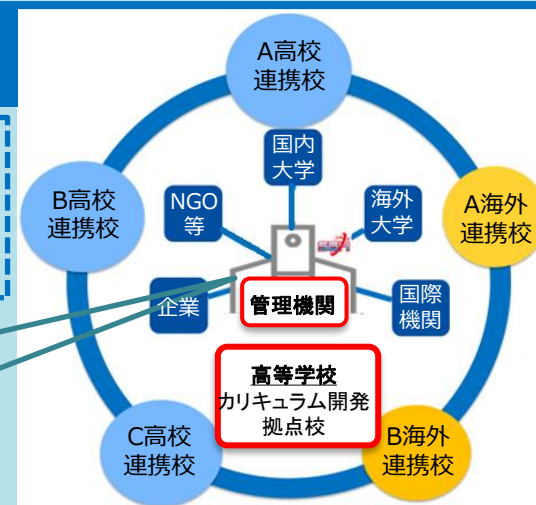 A高校
連携校
国内
大学
NGO
等
海外
大学
B高校
連携校
A海外
連携校
企業
管理機関
国際
機関
高等学校
カリキュラム開発
拠点校
C高校
連携校
B海外
連携校